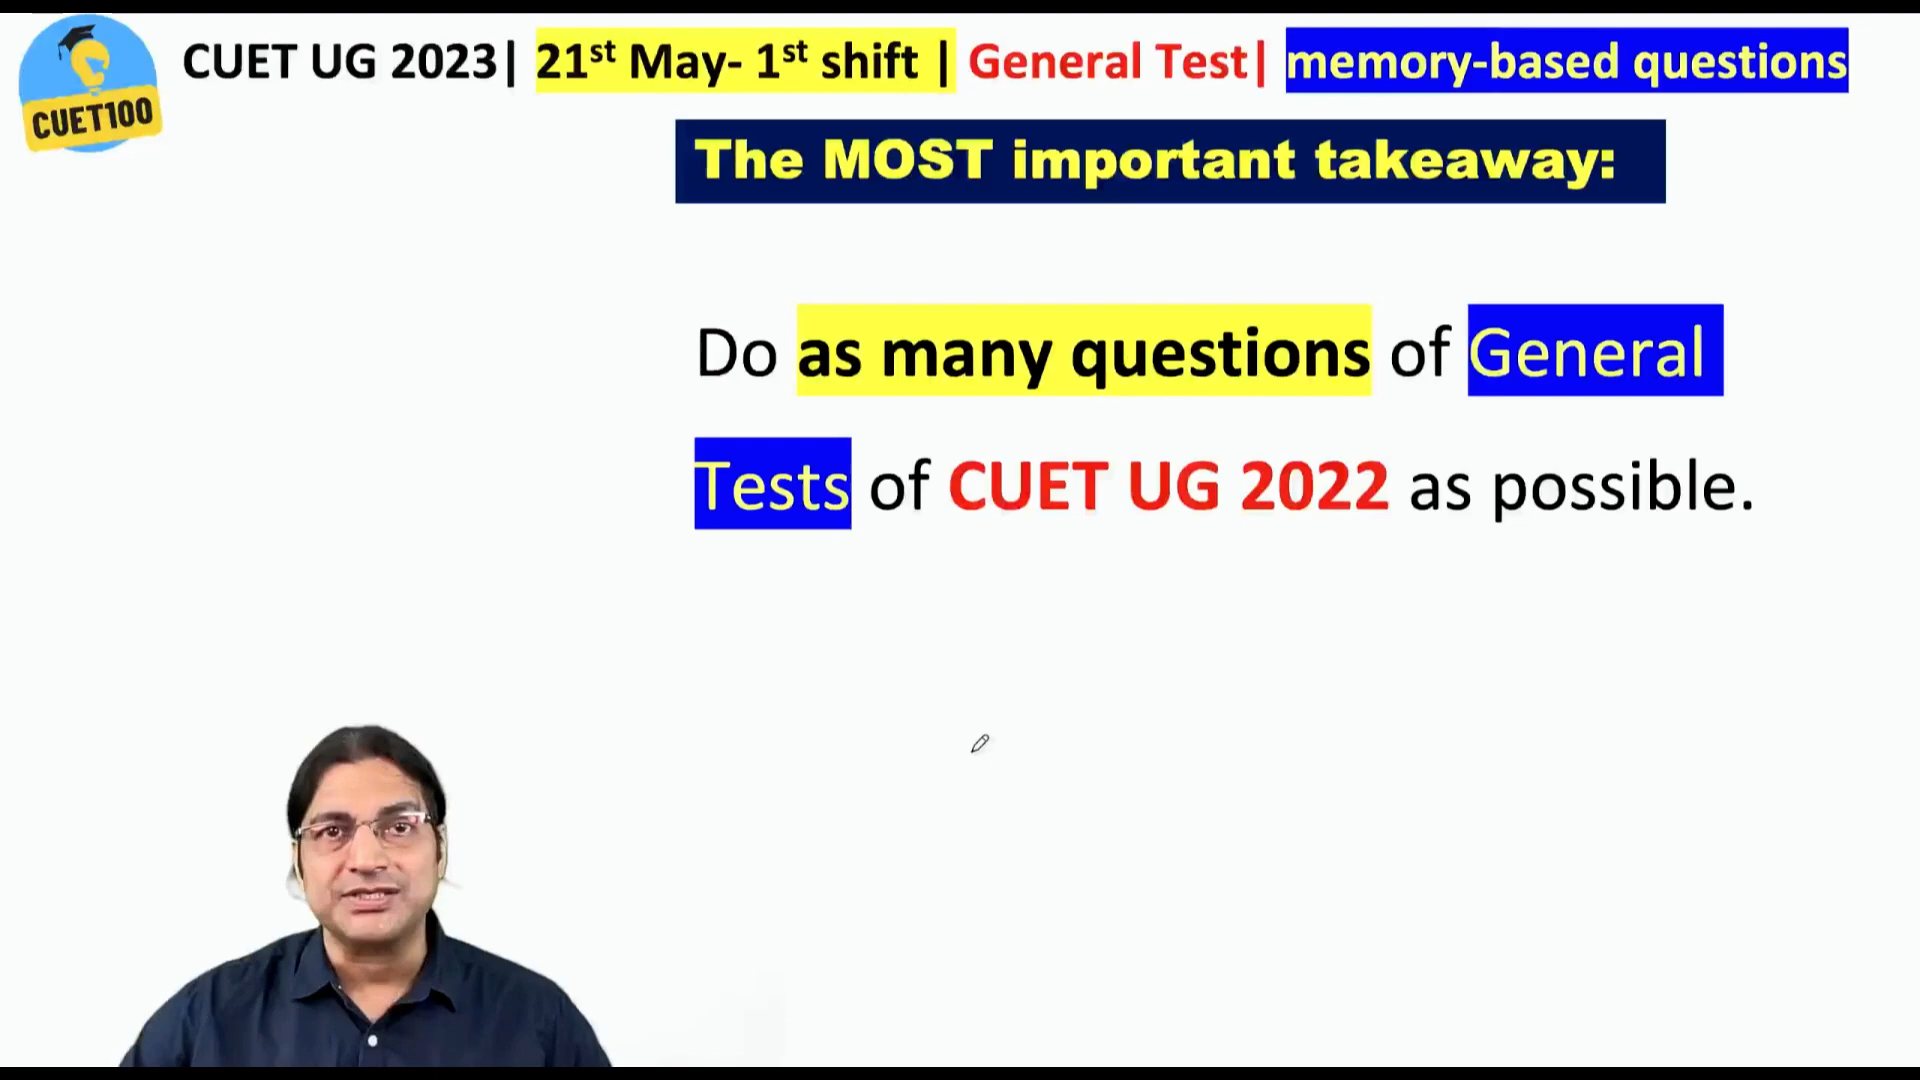 CUET100
CUET UG 2023| 21st May- 1st shift | General Test| memory-based questions
The MOST important takeaway:
Do as many questions of General
Tests of CUET UG 2022 as possible.